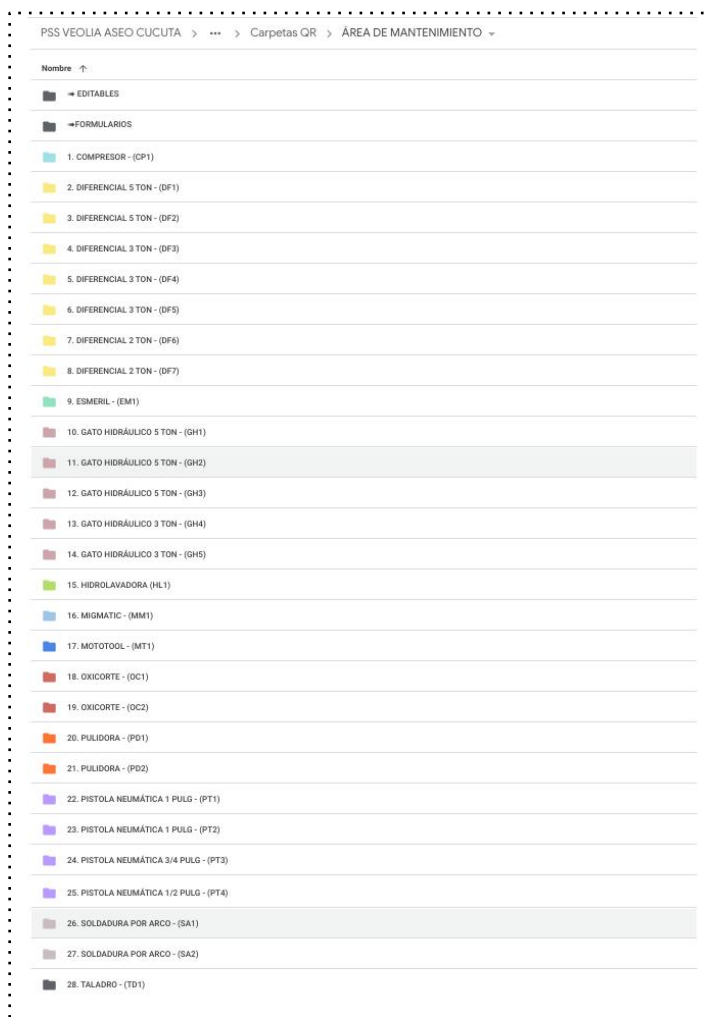 PSS VEOLIA ASEO CUCUTA > ••• > Carpetas QR > ÁREA DE MANTENIMIENTO
Nombre ↑
➟ EDITABLES
➟FORMULARIOS
1. COMPRESOR - (CP1)
2. DIFERENCIAL 5 TON - (DF1)
3. DIFERENCIAL 5 TON - (DF2)
4. DIFERENCIAL 3 TON - (DF3)
5. DIFERENCIAL 3 TON - (DF4)
6. DIFERENCIAL 3 TON - (DF5)
7. DIFERENCIAL 2 TON - (DF6)
8. DIFERENCIAL 2 TON - (DF7)
9. ESMERIL - (EM1)
10. GATO HIDRÁULICO 5 TON - (GH1)
11. GATO HIDRÁULICO 5 TON - (GH2)
12. GATO HIDRÁULICO 5 TON - (GH3)
13. GATO HIDRÁULICO 3 TON - (GH4)
14. GATO HIDRÁULICO 3 TON - (GH5)
15. HIDROLAVADORA (HL1)
16. MIGMATIC - (MM1)
17. MOTOTOOL - (MT1)
18. OXICORTE - (OC1)
19. OXICORTE - (OC2)
20. PULIDORA - (PD1)
21. PULIDORA - (PD2)
22. PISTOLA NEUMÁTICA 1 PULG - (PT1)
23. PISTOLA NEUMÁTICA 1 PULG - (PT2)
24. PISTOLA NEUMÁTICA 3/4 PULG - (PT3)
25. PISTOLA NEUMÁTICA 1/2 PULG - (PT4)
26. SOLDADURA POR ARCO - (SA1)
27. SOLDADURA POR ARCO - (SA2)
28. TALADRO - (TD1)